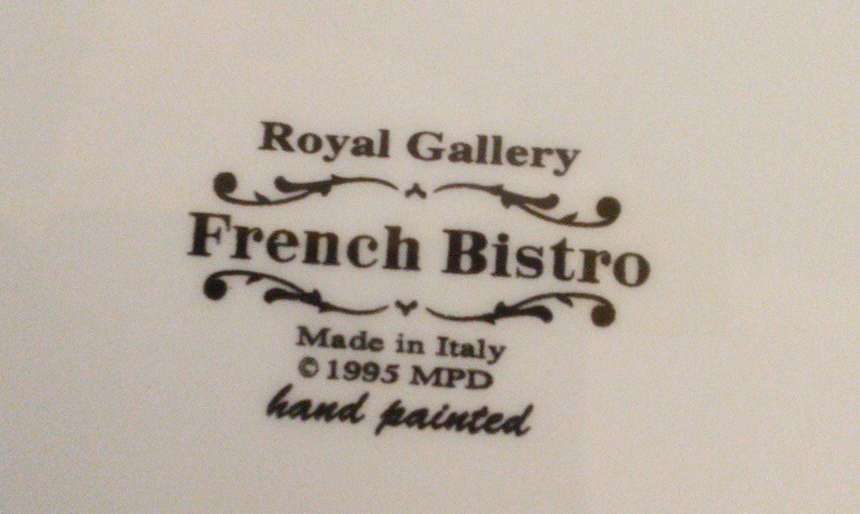 Royal Gallery
French Bistro
Made in Italy
© 1995 MPD
hand painted